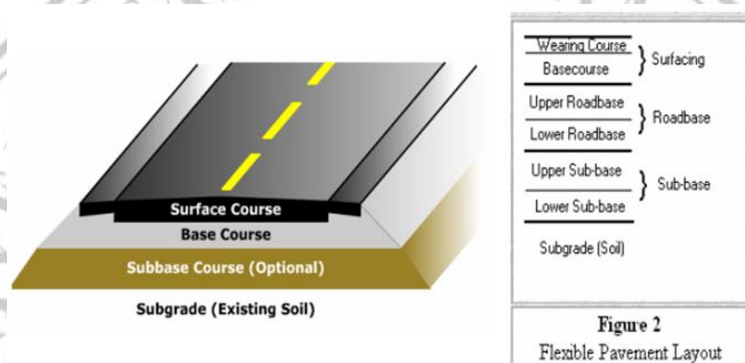 Surface Course
Base Course
Subbase Course (Optional)
Subgrade (Existing Soil)
Wearing Course
Basecourse
Surfacing
Upper Roadbase
Lower Roadbase
Roadbase
Upper Sub-base
Lower Sub-base
Sub-base
Subgrade (Soil)
Figure 2
Flexible Pavement Layout